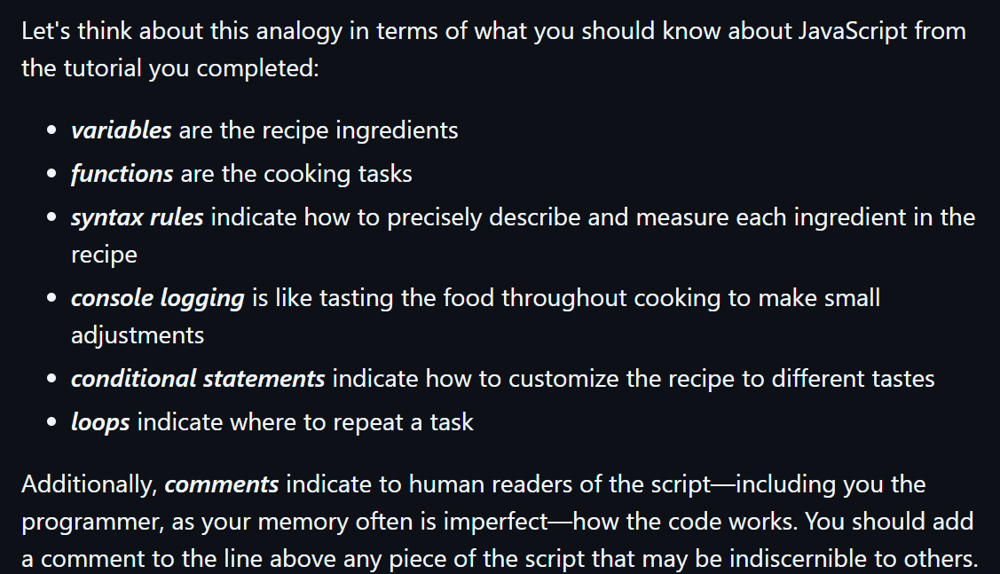 Let's think about this analogy in terms of what you should know about JavaScript from
the tutorial you completed:
• variables are the recipe ingredients
• functions are the cooking tasks
• syntax rules indicate how to precisely describe and measure each ingredient in the
recipe
• console logging is like tasting the food throughout cooking to make small
adjustments
• conditional statements indicate how to customize the recipe to different tastes
• loops indicate where to repeat a task
Additionally, comments indicate to human readers of the script—including you the
programmer, as your memory often is imperfect—how the code works. You should add
a comment to the line above any piece of the script that may be indiscernible to others.